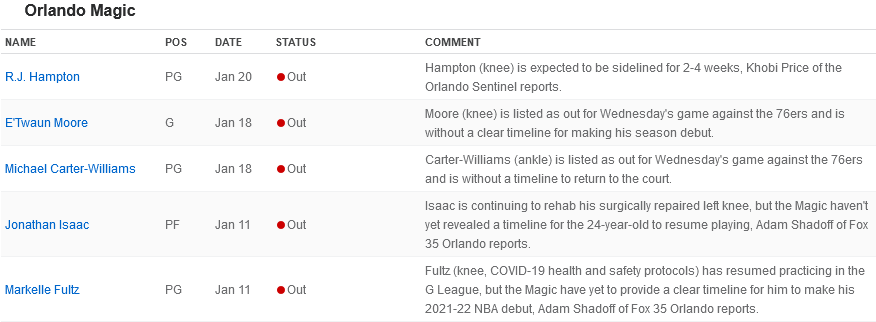 Orlando Magic
NAME POS DATE STATUS COMMENT
Hampton (knee) is expected to be sidelined for 2-4 weeks, Khobi Price of the
R.J. Hampton PG Jan 20 Out
Orlando Sentinel reports.
Moore (knee) is listed as out for Wednesday's game against the 76ers and is
E'Twaun Moore G Jan 18 Out
without a clear timeline for making his season debut.
Carter-Williams (ankle) is listed as out for Wednesday's game against the 76ers
Michael Carter-Williams PG Jan 18 Out
and is without a timeline to return to the court.
Isaac is continuing to rehab his surgically repaired left knee, but the Magic haven't
Jonathan Isaac PF Jan 11 Out yet revealed a timeline for the 24-year-old to resume playing, Adam Shadoff of Fox
35 Orlando reports.
Fultz (knee, COVID-19 health and safety protocols) has resumed practicing in the
Markelle Fultz PG Jan 11 Out G League, but the Magic have yet to provide a clear timeline for him to make his
2021-22 NBA debut, Adam Shadoff of Fox 35 Orlando reports.